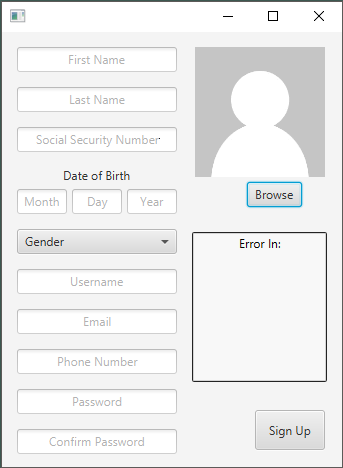 First Name
Last Name
Social Security Number
Date of Birth
Month Day Year
Gender
Username
Email
Phone Number
Password
Confirm Password
Browse
Error In:
Sign Up